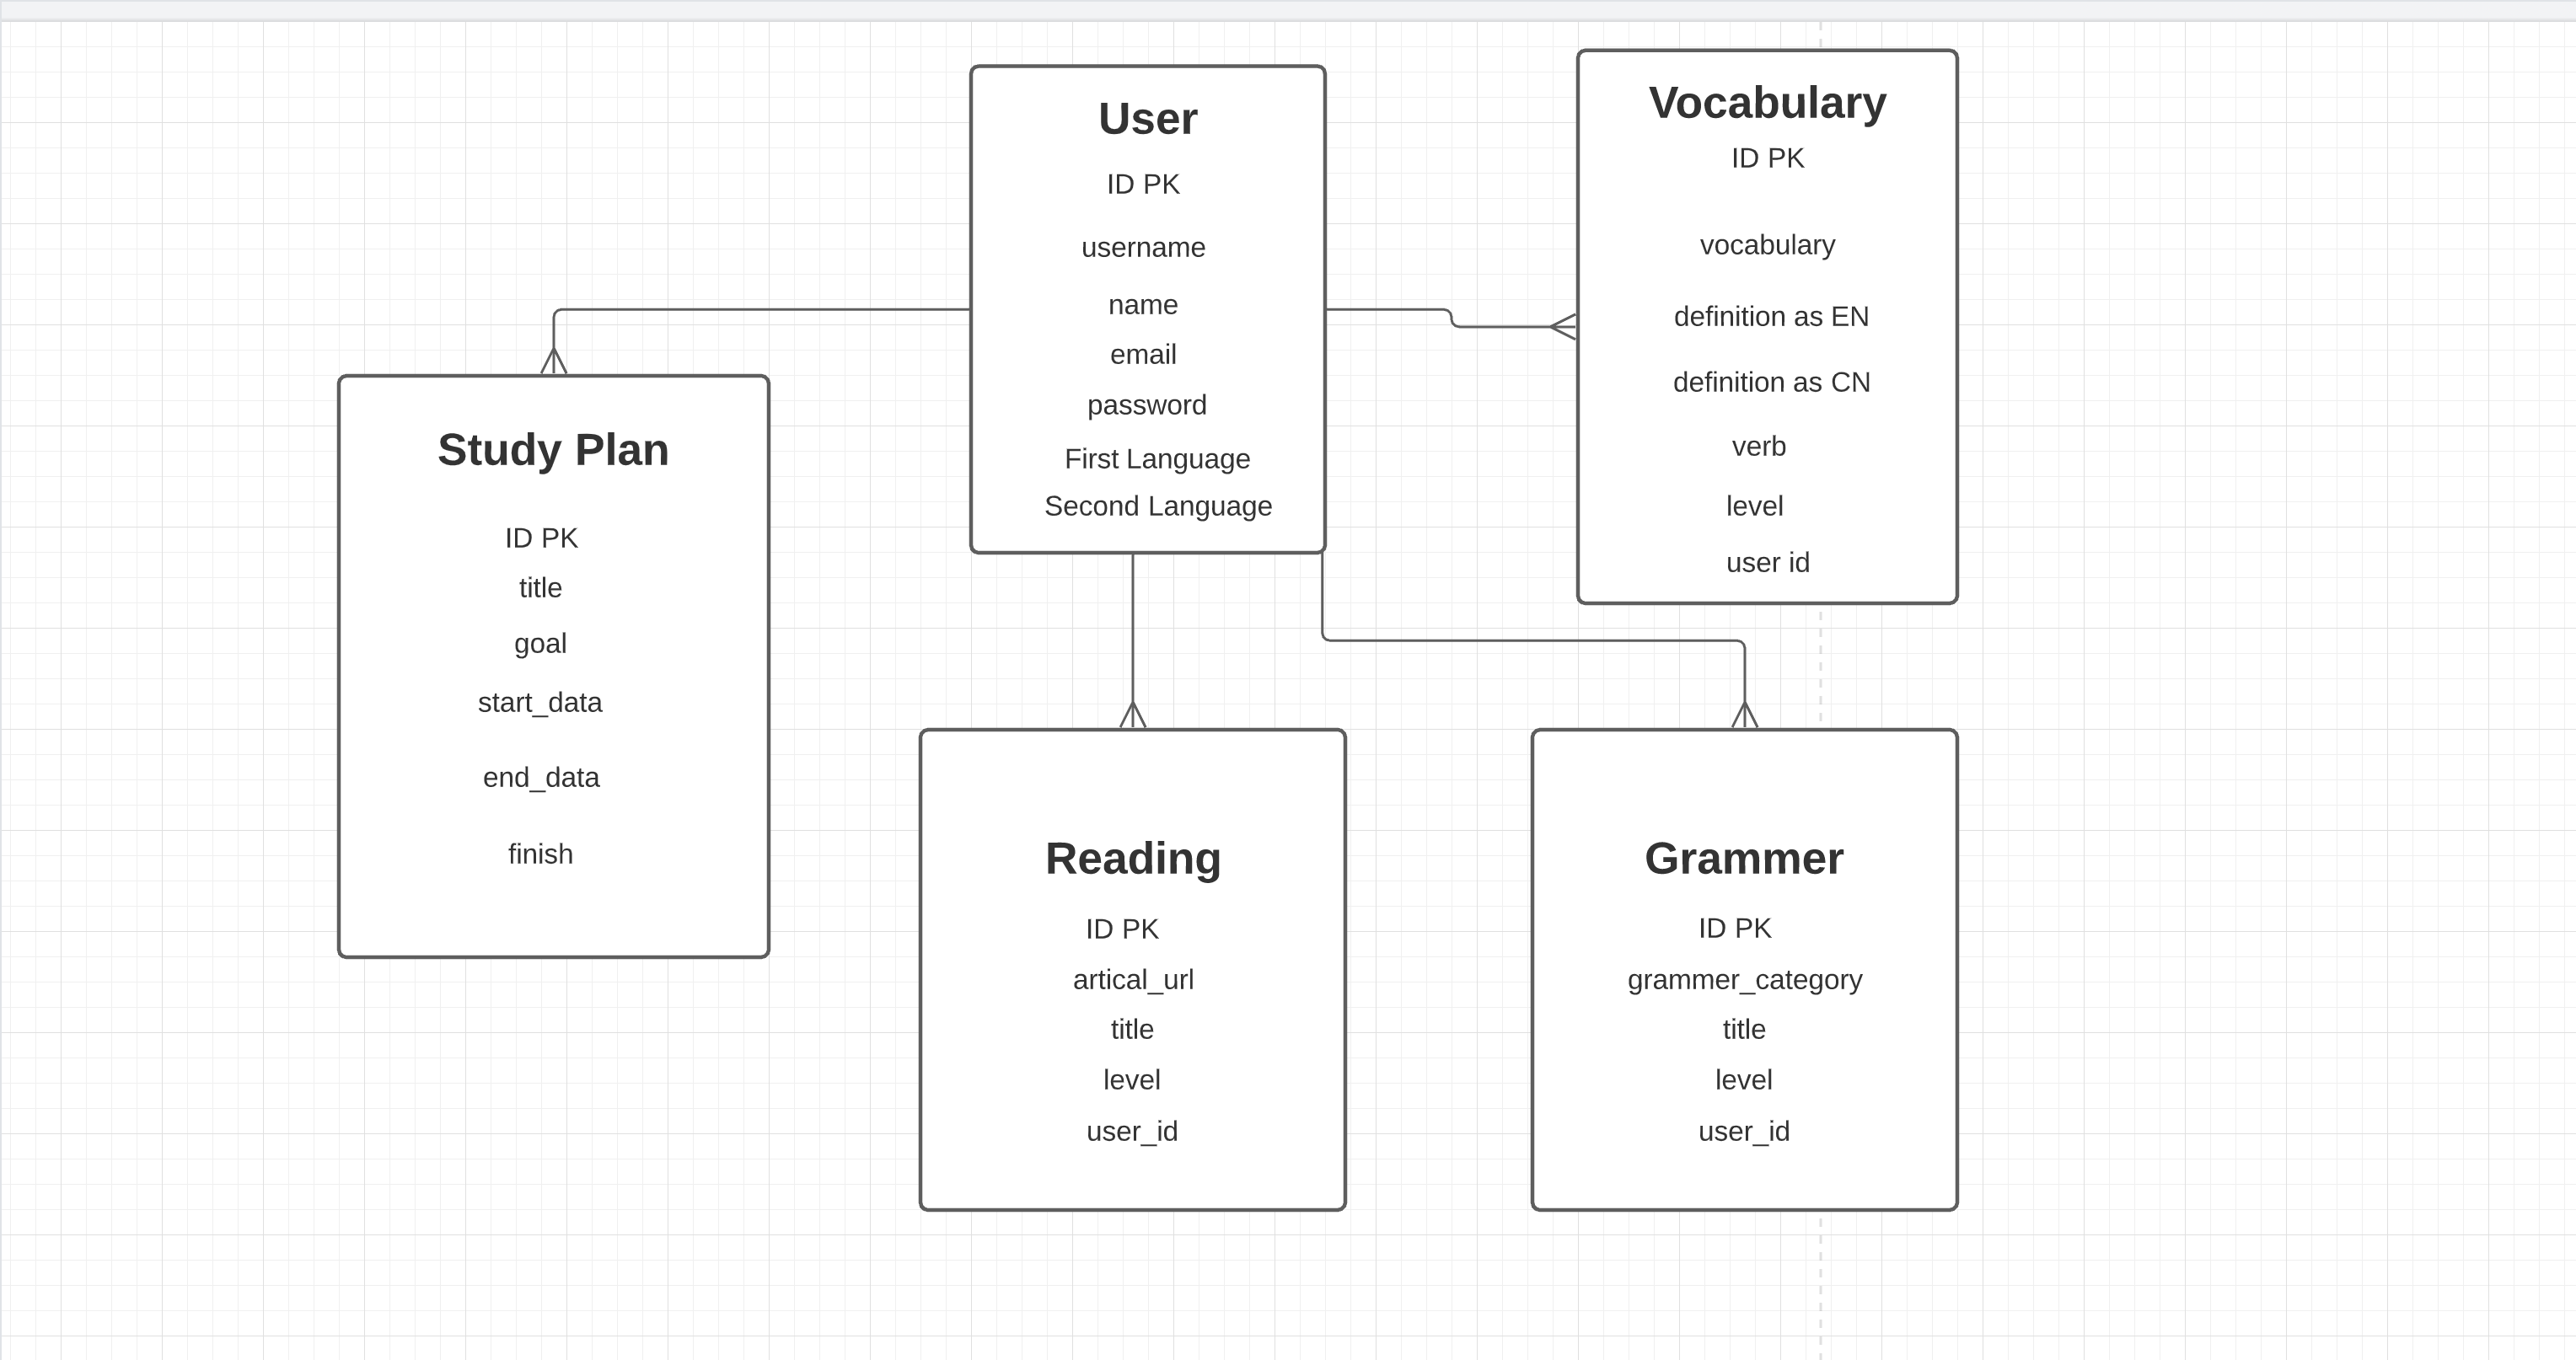 User
ID PK
username
name
email
password
First Language
Second Language
Vocabulary
ID PK
vocabulary
definition as EN
definition as CN
verb
level
user id
Study Plan
ID PK
title
goal
start_data
end_data
finish
Reading
ID PK
artical_url
title
level
user_id
Grammer
ID PK
grammer_category
title
level
user_id